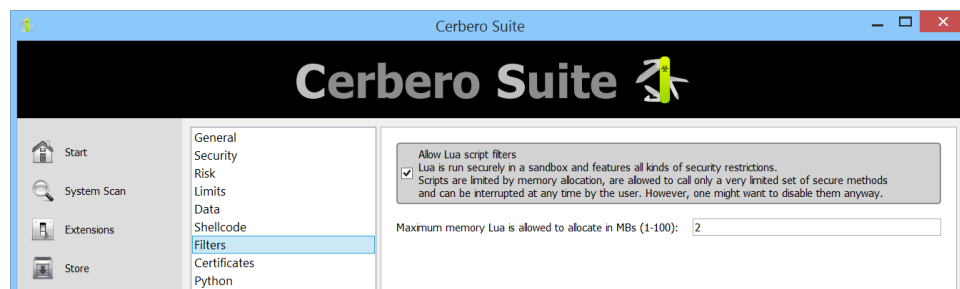 Cerbero Suite
Cerbero Suite
Start
System Scan
Extensions
Store
General
Security
Risk
Limits
Data
Shellcode
Filters
Certificates
Python
Allow Lua script filters
Lua is run securely in a sandbox and features all kinds of security restrictions.
Scripts are limited by memory allocation, are allowed to call only a very limited set of secure methods
and can be interrupted at any time by the user. However, one might want to disable them anyway.
Maximum memory Lua is allowed to allocate in MBs (1-100): 2